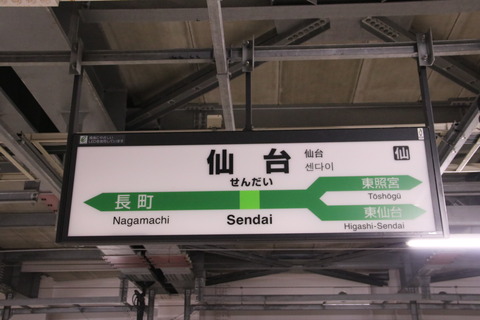 仙 台
せんだい
仙台
센다이
仙
長町
Nagamachi
Sendai
東照宮
Tōshōgū
東仙台
Higashi-Sendai